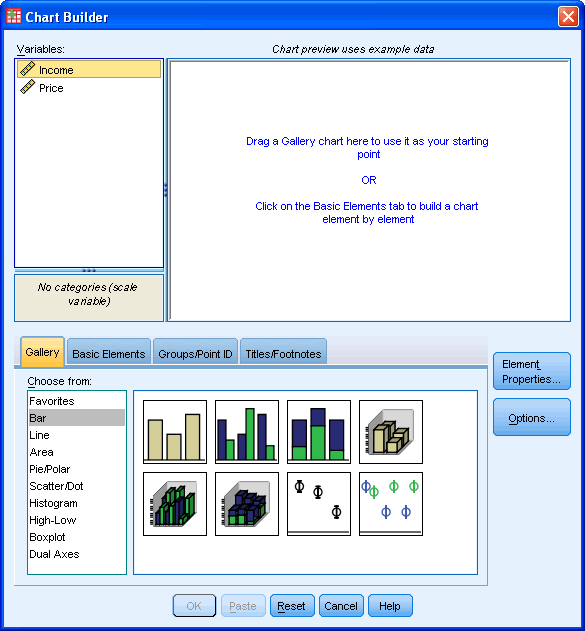 Chart Builder
Variables:
Chart preview uses example data
Income
Price
Drag a Gallery chart here to use it as your starting
point
OR
Click on the Basic Elements tab to build a chart
element by element
No categories (scale
variable)
Gallery
Basic Elements
Groups/Point ID
Titles/Footnotes
Element
Properties...
Options...
Choose from:
Favorites
Bar
Line
Area
Pie/Polar
Scatter/Dot
Histogram
High-Low
Boxplot
Dual Axes
OK
Paste
Reset
Cancel
Help